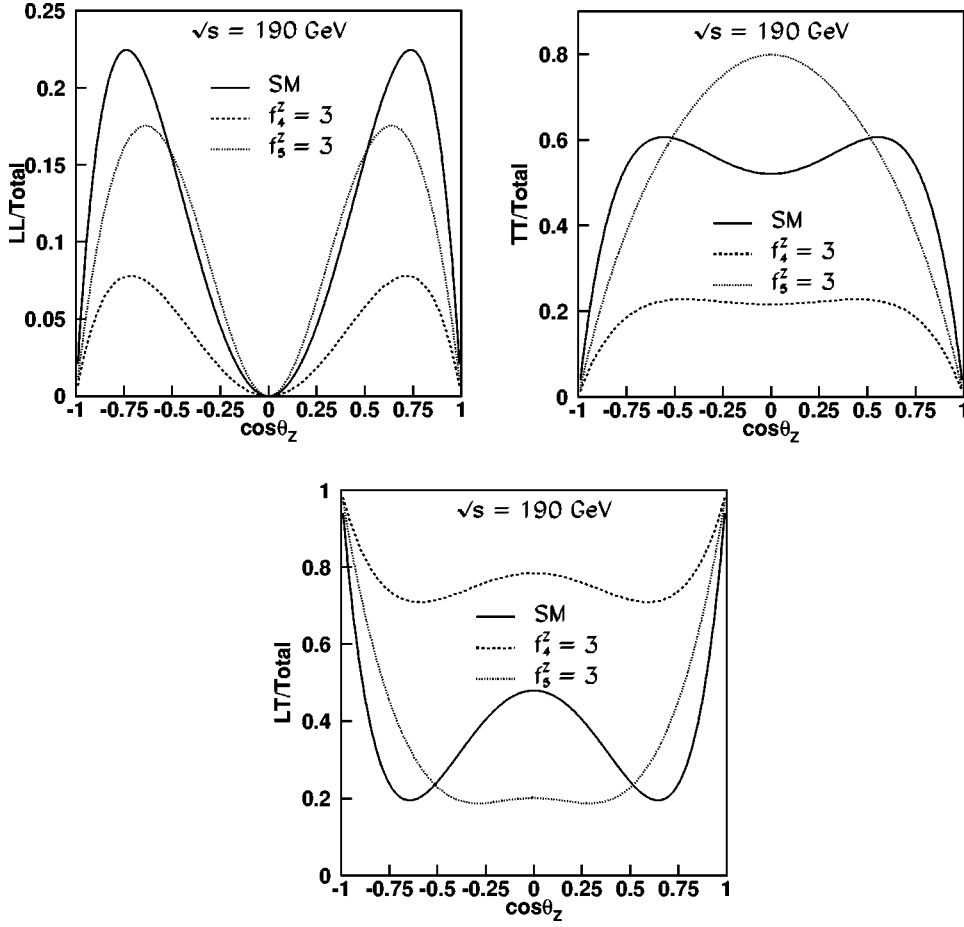 √s = 190 GeV
SM
f₄ᶻ = 3
f₅ᶻ = 3
LL/Total
0.25
0.2
0.15
0.1
0.05
0
-1 -0.75 -0.5 -0.25 0 0.25 0.5 0.75 1
cosθ_Z
√s = 190 GeV
SM
f₄ᶻ = 3
f₅ᶻ = 3
TT/Total
0.8
0.6
0.4
0.2
0
-1 -0.75 -0.5 -0.25 0 0.25 0.5 0.75 1
cosθ_Z
√s = 190 GeV
SM
f₄ᶻ = 3
f₅ᶻ = 3
LT/Total
1
0.8
0.6
0.4
0.2
0
-1 -0.75 -0.5 -0.25 0 0.25 0.5 0.75 1
cosθ_Z